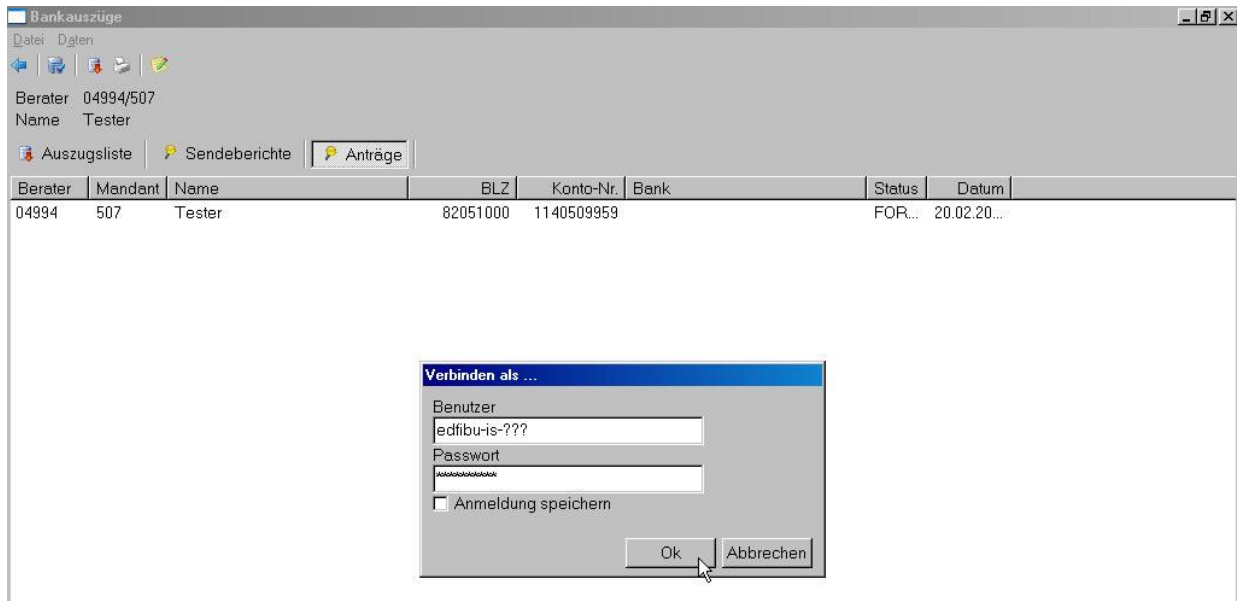 Bankauszüge
Datei Daten
Berater 04994/507
Name Tester
Auszugsliste Sendeberichte Anträge
Berater Mandant Name BLZ Konto-Nr. Bank Status Datum
04994 507 Tester 82051000 1140509959 FOR... 20.02.20...
Verbinden als ...
Benutzer
edfibu-is-???
Passwort
***********
Anmeldung speichern
Ok Abbrechen